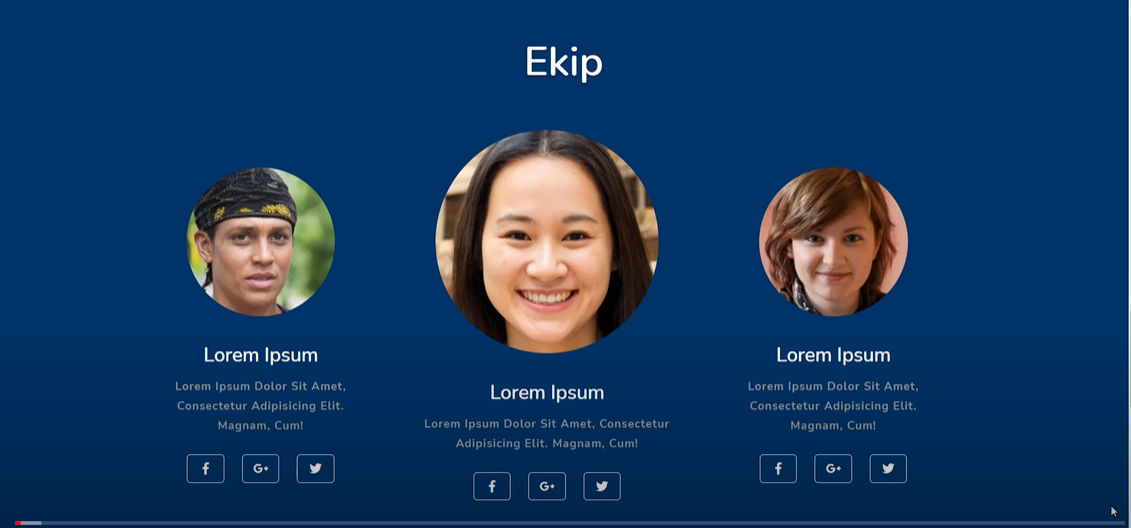 Ekip
Lorem Ipsum
Lorem Ipsum Dolor Sit Amet,
Consectetur Adipisicing Elit.
Magnam, Cum!
G+
Lorem Ipsum
Lorem Ipsum Dolor Sit Amet, Consectetur
Adipisicing Elit. Magnam, Cum!
G+
Lorem Ipsum
Lorem Ipsum Dolor Sit Amet,
Consectetur Adipisicing Elit.
Magnam, Cum!
G+